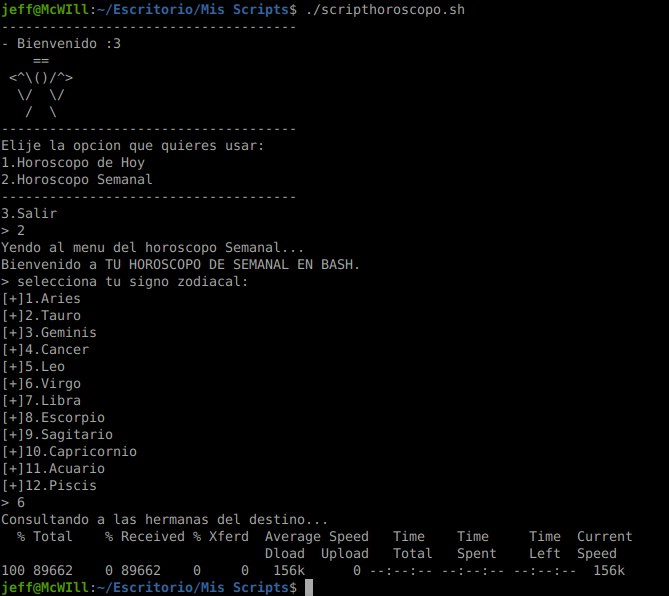 jeff@McWIll:~/Escritorio/Mis Scripts$ ./scripthoroscopo.sh
-----------------------------------
- Bienvenido :3
    ==
 <^\()/^>
  \/  \/
   /  \
-----------------------------------
Elije la opcion que quieres usar:
1.Horoscopo de Hoy
2.Horoscopo Semanal
-----------------------------------
3.Salir
> 2
Yendo al menu del horoscopo Semanal...
Bienvenido a TU HOROSCOPO DE SEMANAL EN BASH.
> selecciona tu signo zodiacal:
[+]1.Aries
[+]2.Tauro
[+]3.Geminis
[+]4.Cancer
[+]5.Leo
[+]6.Virgo
[+]7.Libra
[+]8.Escorpio
[+]9.Sagitario
[+]10.Capricornio
[+]11.Acuario
[+]12.Piscis
> 6
Consultando a las hermanas del destino...
  % Total    % Received % Xferd  Average Speed   Time    Time     Time  Current
                                 Dload  Upload   Total   Spent    Left  Speed
100 89662    0 89662    0     0   156k      0 --:--:-- --:--:-- --:--:--  156k
jeff@McWIll:~/Escritorio/Mis Scripts$